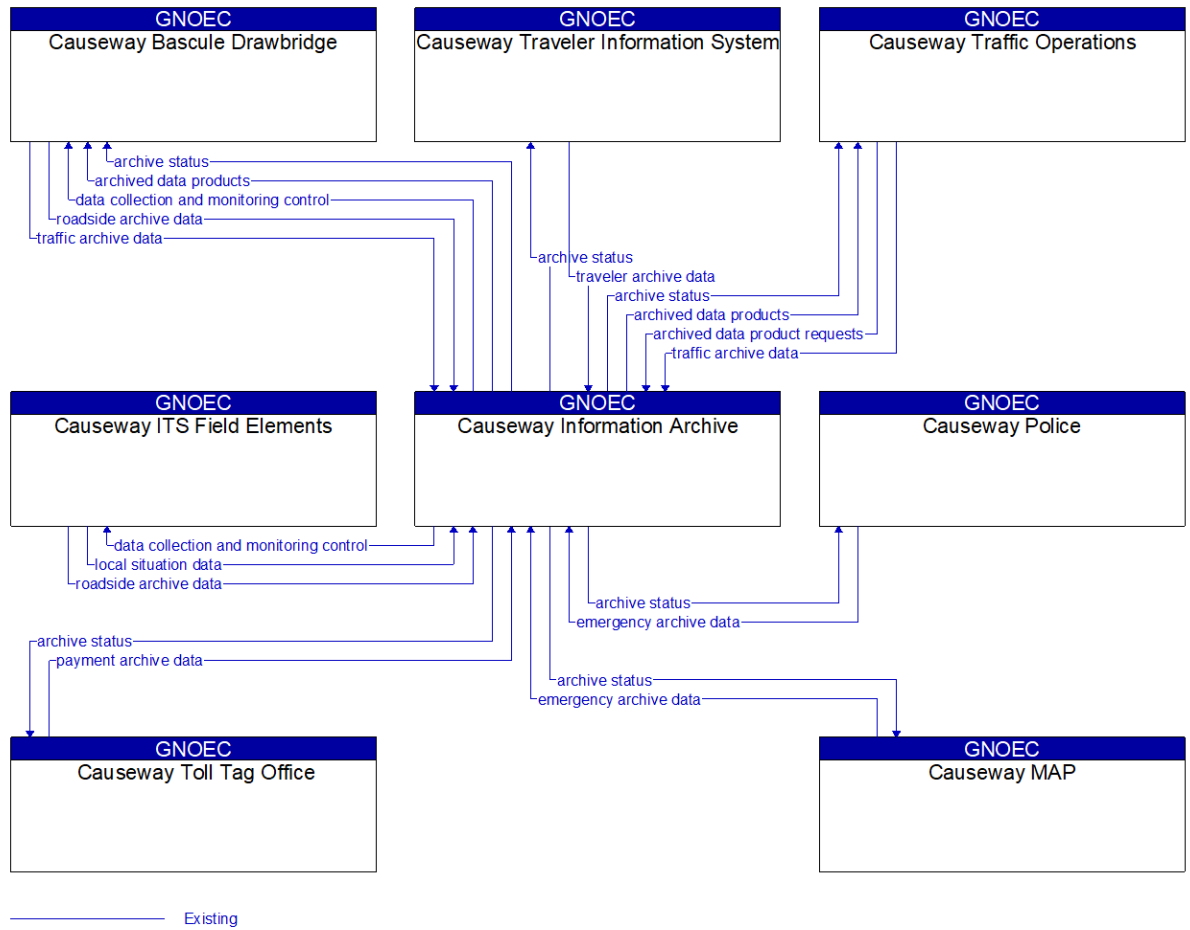 GNOEC
Causeway Bascule Drawbridge
GNOEC
Causeway Traveler Information System
GNOEC
Causeway Traffic Operations
archive status
archived data products
data collection and monitoring control
roadside archive data
traffic archive data
archive status
traveler archive data
archive status
archived data products
archived data product requests
traffic archive data
GNOEC
Causeway ITS Field Elements
GNOEC
Causeway Information Archive
GNOEC
Causeway Police
data collection and monitoring control
local situation data
roadside archive data
archive status
emergency archive data
archive status
payment archive data
archive status
emergency archive data
GNOEC
Causeway Toll Tag Office
GNOEC
Causeway MAP
Existing